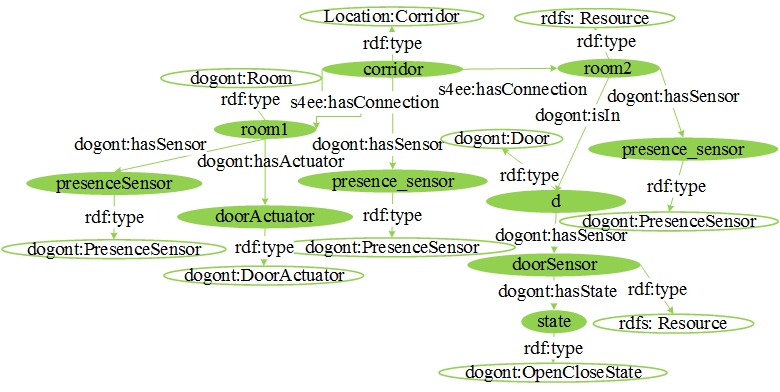 Location:Corridor
rdfs: Resource
rdf:type
rdf:type
corridor
room2
dogont:Room
s4ee:hasConnection
rdf:type
s4ee:hasConnection
dogont:hasSensor
dogont:isIn
room1
dogont:hasSensor
dogont:Door
dogont:hasSensor
presence_sensor
dogont:hasActuator
rdf:type
presenceSensor
presence_sensor
rdf:type
d
rdf:type
doorActuator
rdf:type
dogont:PresenceSensor
dogont:hasSensor
dogont:PresenceSensor
rdf:type
dogont:PresenceSensor
doorSensor
dogont:DoorActuator
dogont:hasState
rdf:type
state
rdfs: Resource
rdf:type
dogont:OpenCloseState